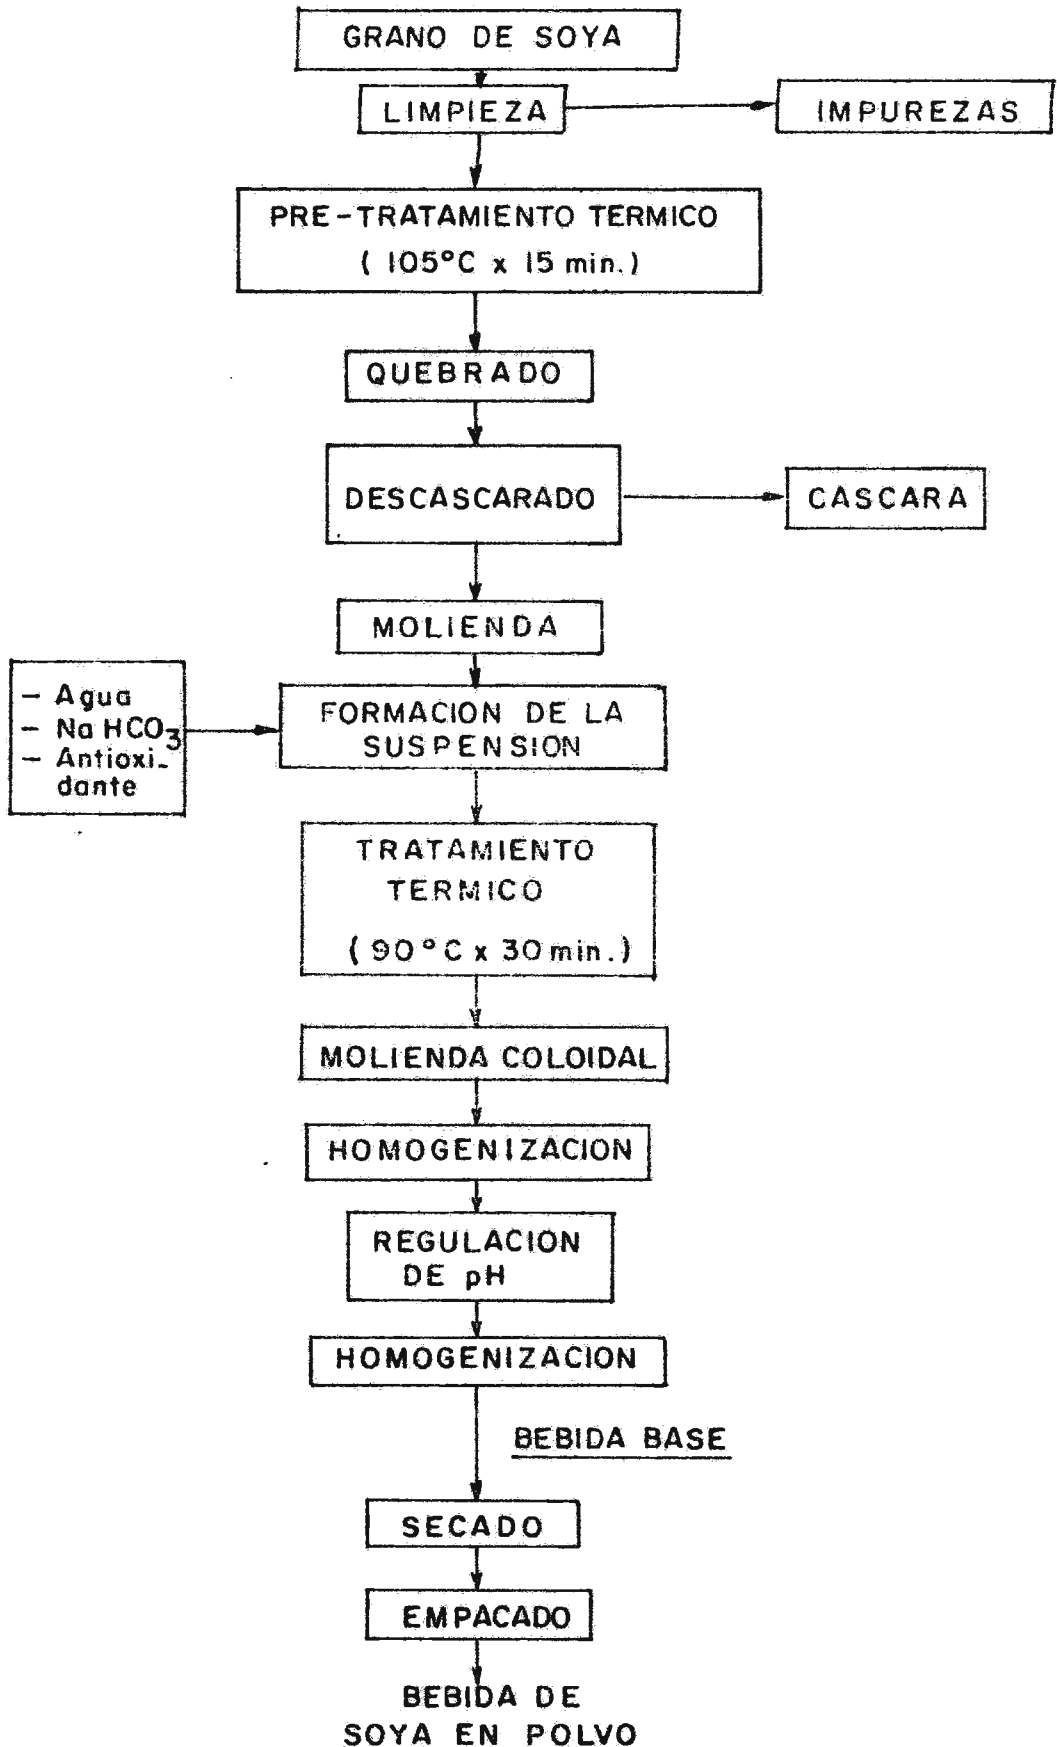 GRANO DE SOYA
LIMPIEZA
IMPUREZAS
PRE-TRATAMIENTO TERMICO
(105°C x 15 min.)
QUEBRADO
DESCASCARADO
CASCARA
MOLIENDA
- Agua
- NaHCO3
- Antioxi-
dante
FORMACION DE LA
SUSPENSION
TRATAMIENTO
TERMICO
(90°C x 30 min.)
MOLIENDA COLOIDAL
HOMOGENIZACION
REGULACION
DE pH
HOMOGENIZACION
BEBIDA BASE
SECADO
EMPACADO
BEBIDA DE
SOYA EN POLVO